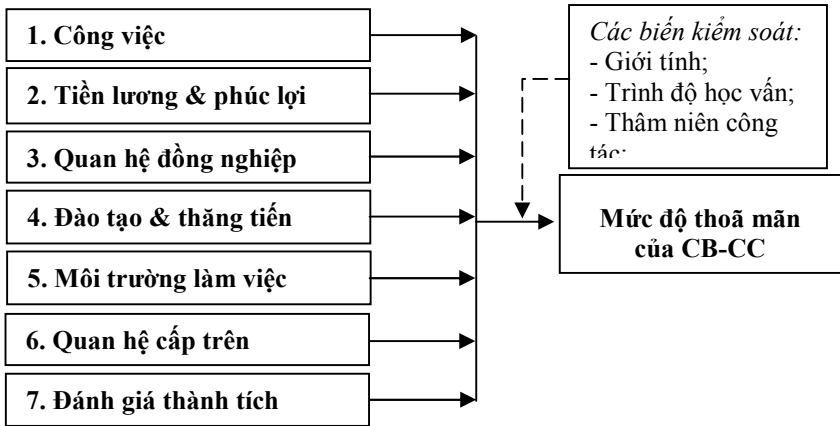 1. Công việc
2. Tiền lương & phúc lợi
3. Quan hệ đồng nghiệp
4. Đào tạo & thăng tiến
5. Môi trường làm việc
6. Quan hệ cấp trên
7. Đánh giá thành tích
Các biến kiểm soát:
- Giới tính;
- Trình độ học vấn;
- Thâm niên công
tác;
Mức độ thoã mãn
của CB-CC